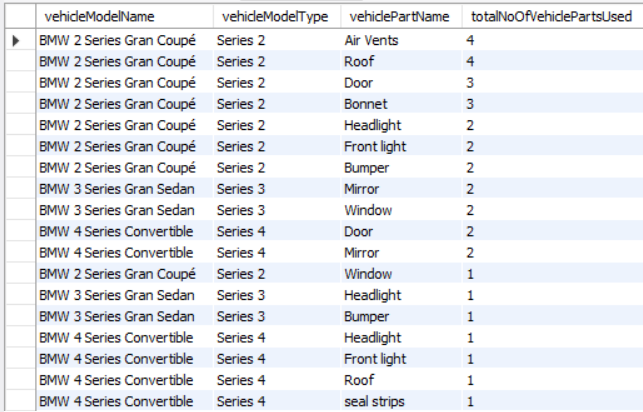 vehicleModelName vehicleModelType vehiclePartName totalNoOfVehiclePartsUsed
BMW 2 Series Gran Coupé Series 2 Air Vents 4
BMW 2 Series Gran Coupé Series 2 Roof 4
BMW 2 Series Gran Coupé Series 2 Door 3
BMW 2 Series Gran Coupé Series 2 Bonnet 3
BMW 2 Series Gran Coupé Series 2 Headlight 2
BMW 2 Series Gran Coupé Series 2 Front light 2
BMW 2 Series Gran Coupé Series 2 Bumper 2
BMW 3 Series Gran Sedan Series 3 Mirror 2
BMW 3 Series Gran Sedan Series 3 Window 2
BMW 4 Series Convertible Series 4 Door 2
BMW 4 Series Convertible Series 4 Mirror 2
BMW 2 Series Gran Coupé Series 2 Window 1
BMW 3 Series Gran Sedan Series 3 Headlight 1
BMW 3 Series Gran Sedan Series 3 Bumper 1
BMW 4 Series Convertible Series 4 Headlight 1
BMW 4 Series Convertible Series 4 Front light 1
BMW 4 Series Convertible Series 4 Roof 1
BMW 4 Series Convertible Series 4 seal strips 1